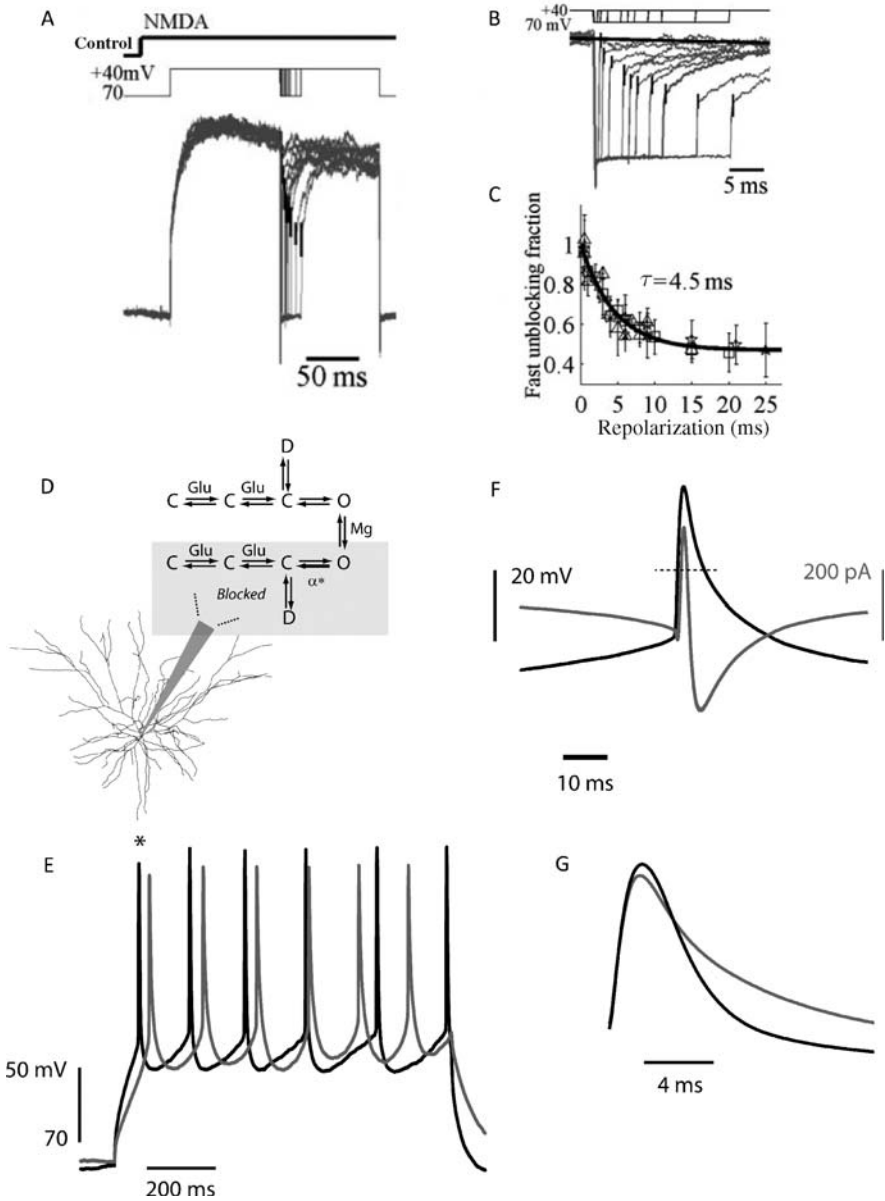 A
NMDA
Control
+40mV
70
50 ms
B
+40
70 mV
5 ms
C
Fast unblocking fraction
1
0.8
0.6
0.4
τ=4.5 ms
0 5 10 15 20 25
Repolarization (ms)
D
D
C Glu C Glu C O
Mg
C Glu C Glu C O
α*
Blocked
D
F
20 mV
200 pA
10 ms
E
*
50 mV
70
200 ms
G
4 ms